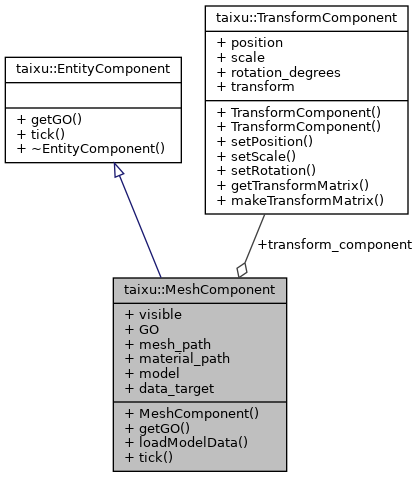 taixu::TransformComponent
+ position
+ scale
+ rotation_degrees
+ transform
+ TransformComponent()
+ TransformComponent()
+ setPosition()
+ setScale()
+ setRotation()
+ getTransformMatrix()
+ makeTransformMatrix()
taixu::EntityComponent
+ getGO()
+ tick()
+ ~EntityComponent()
+transform_component
taixu::MeshComponent
+ visible
+ GO
+ mesh_path
+ material_path
+ model
+ data_target
+ MeshComponent()
+ getGO()
+ loadModelData()
+ tick()